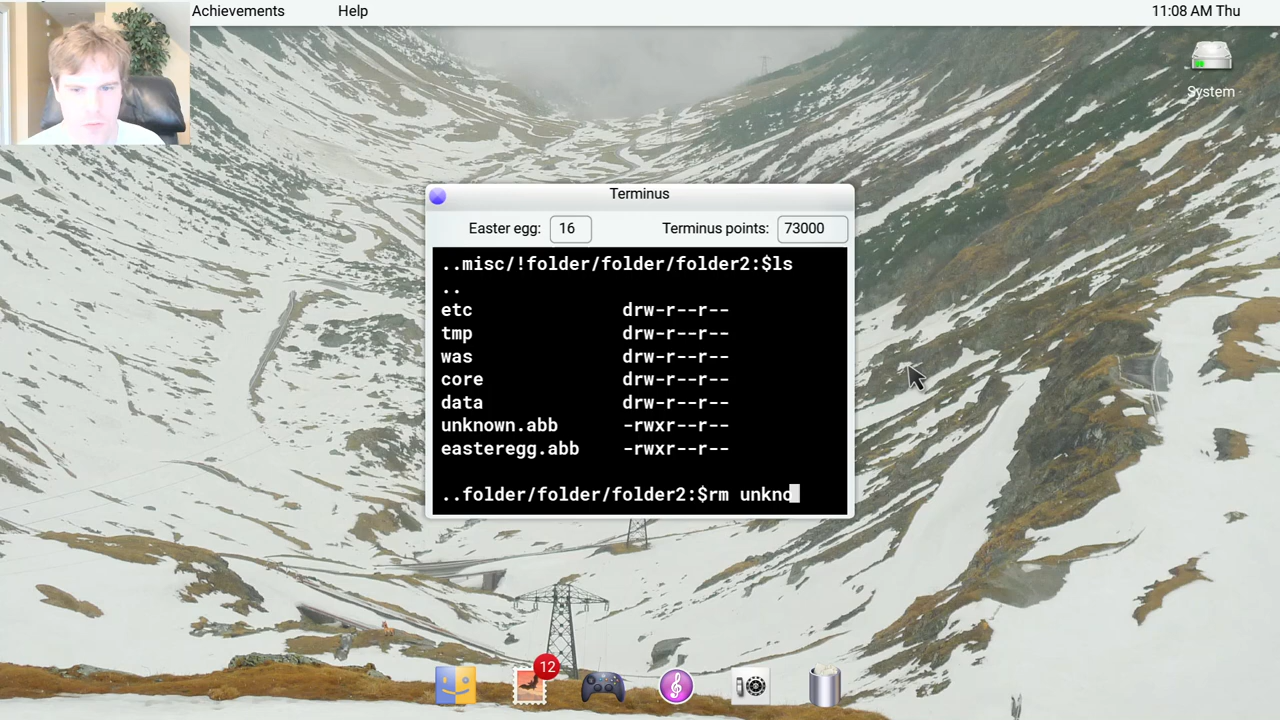 Achievements Help 11:08 AM Thu
System
Terminus
Easter egg: 16 Terminus points: 73000
..misc/!folder/folder/folder2:$ls
..
etc drw-r--r--
tmp drw-r--r--
was drw-r--r--
core drw-r--r--
data drw-r--r--
unknown.abb -rwxr--r--
easteregg.abb -rwxr--r--
..folder/folder/folder2:$rm unkno
12